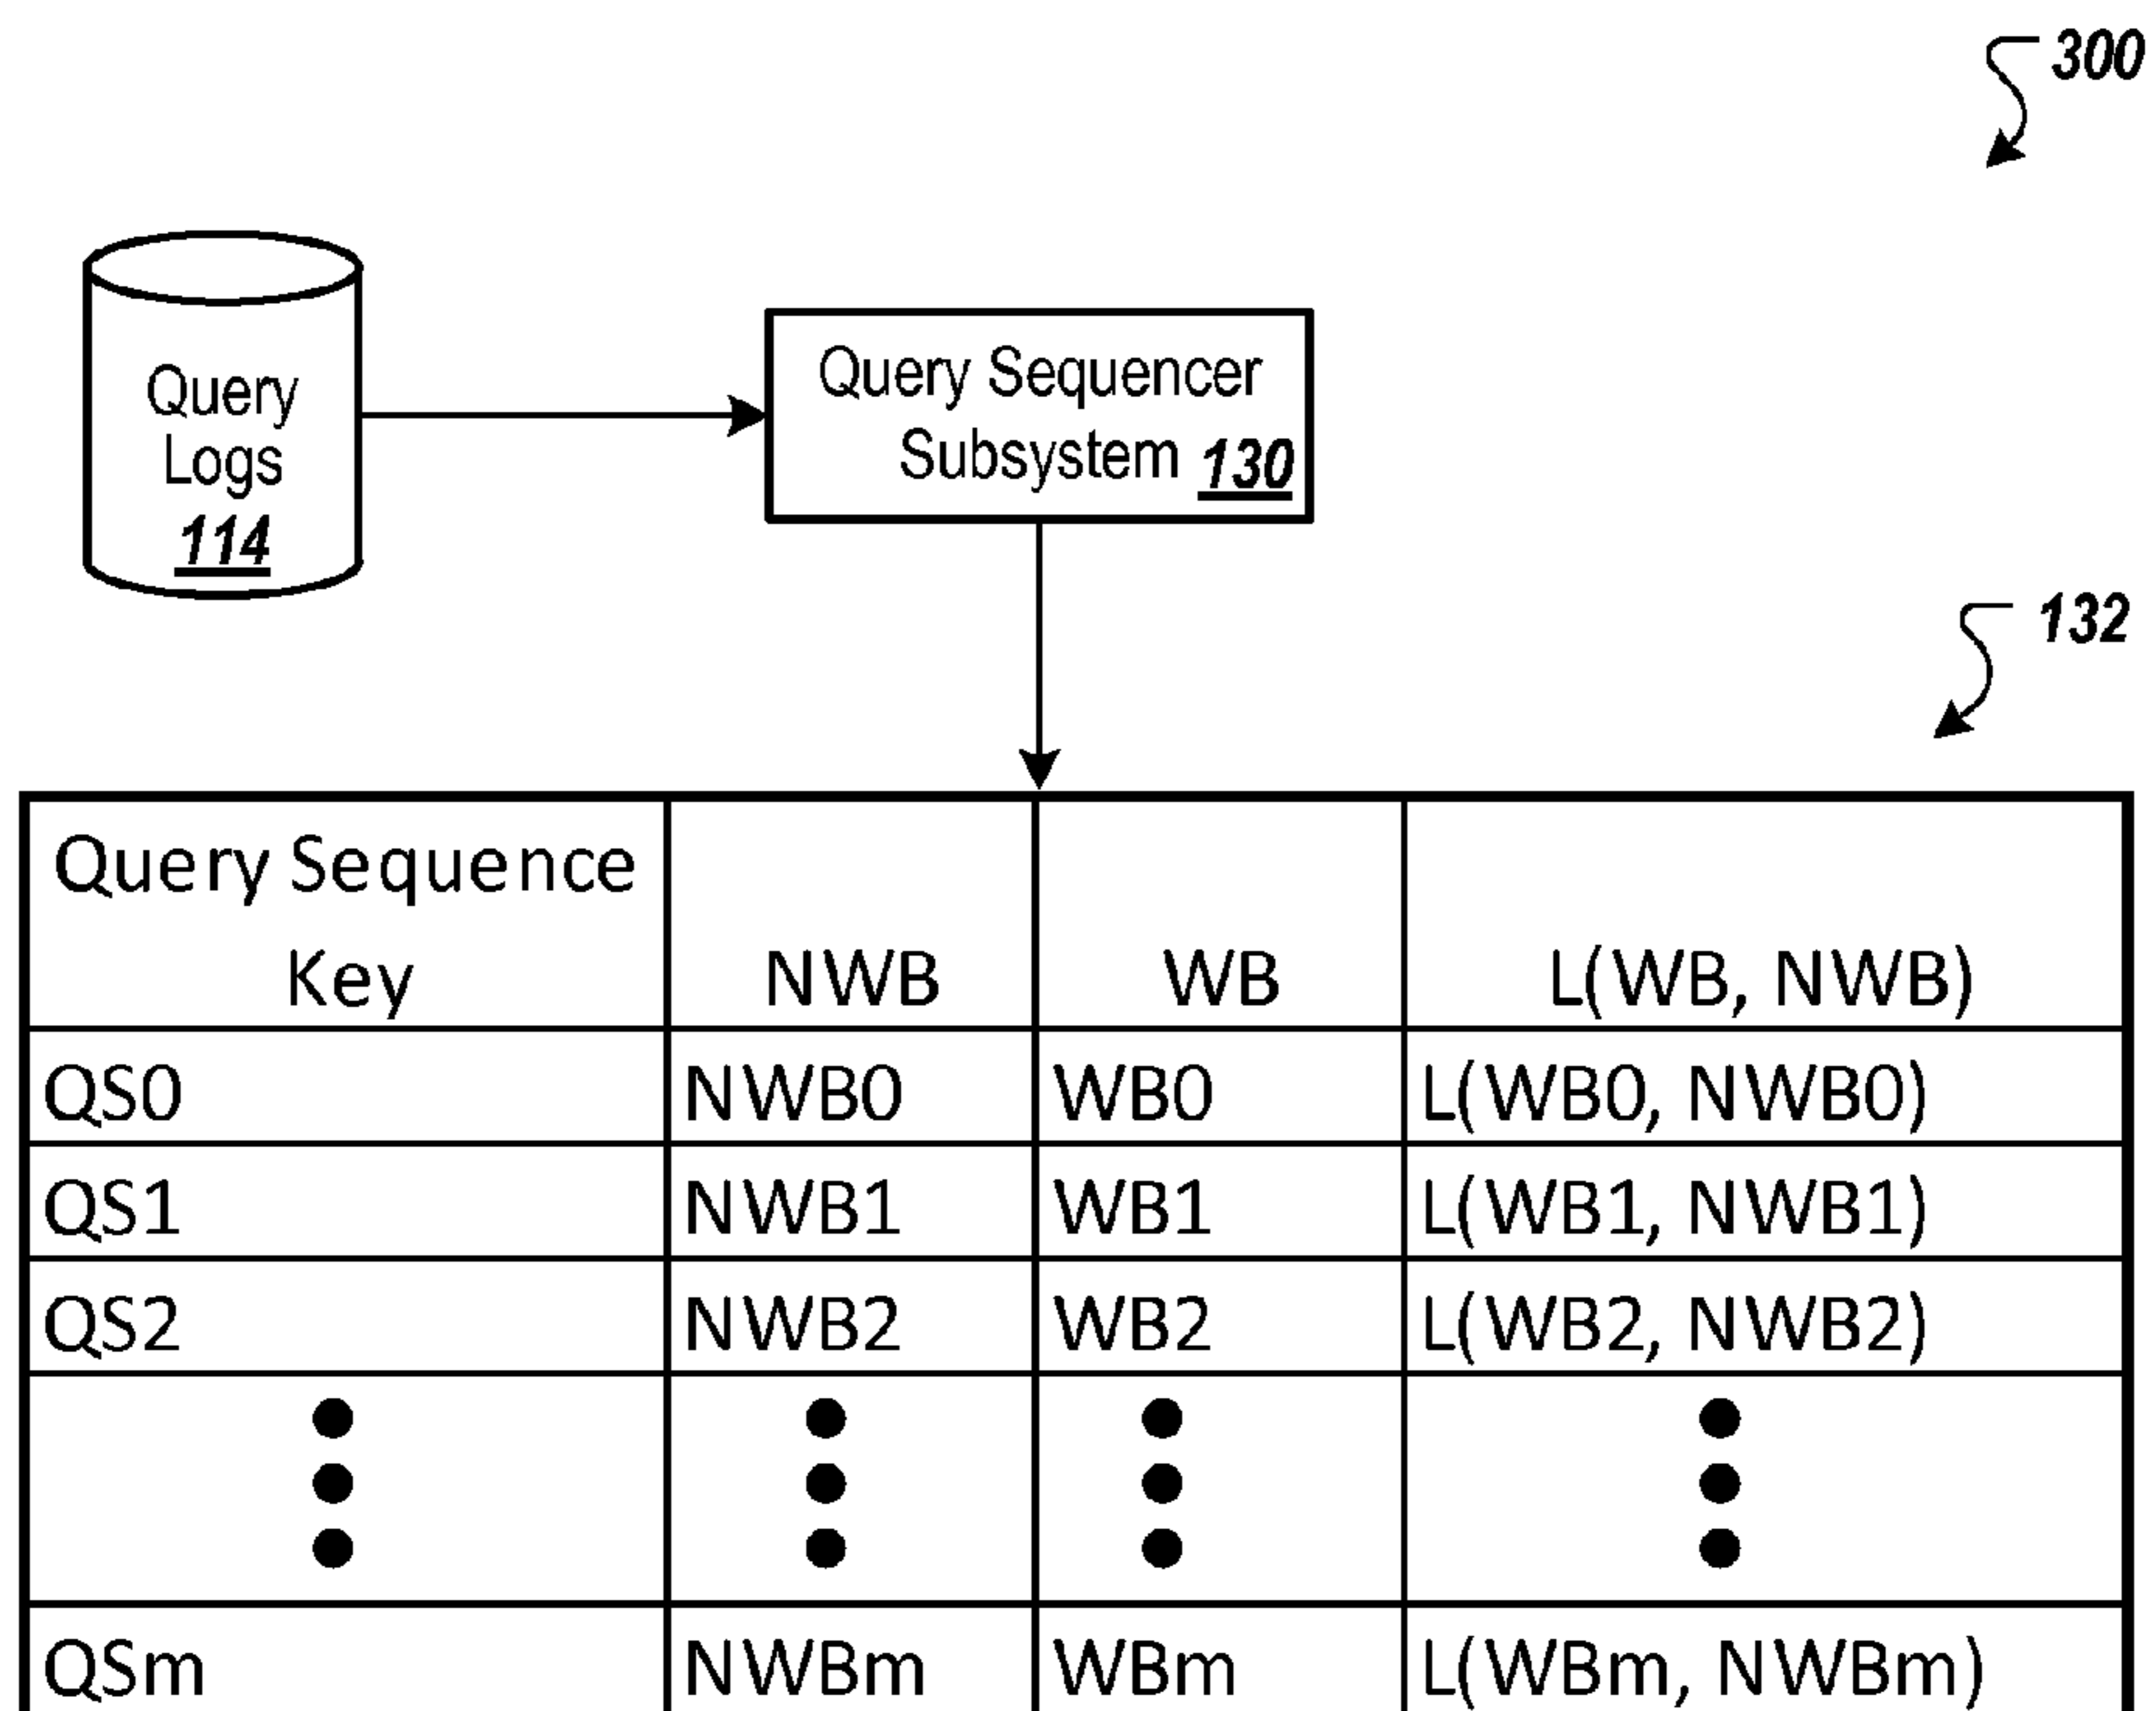 300
Query
Logs
114
Query Sequencer
Subsystem 130
132
Query Sequence
Key NWB WB L(WB, NWB)
QS0 NWB0 WB0 L(WB0, NWB0)
QS1 NWB1 WB1 L(WB1, NWB1)
QS2 NWB2 WB2 L(WB2, NWB2)
QSm NWBm WBm L(WBm, NWBm)